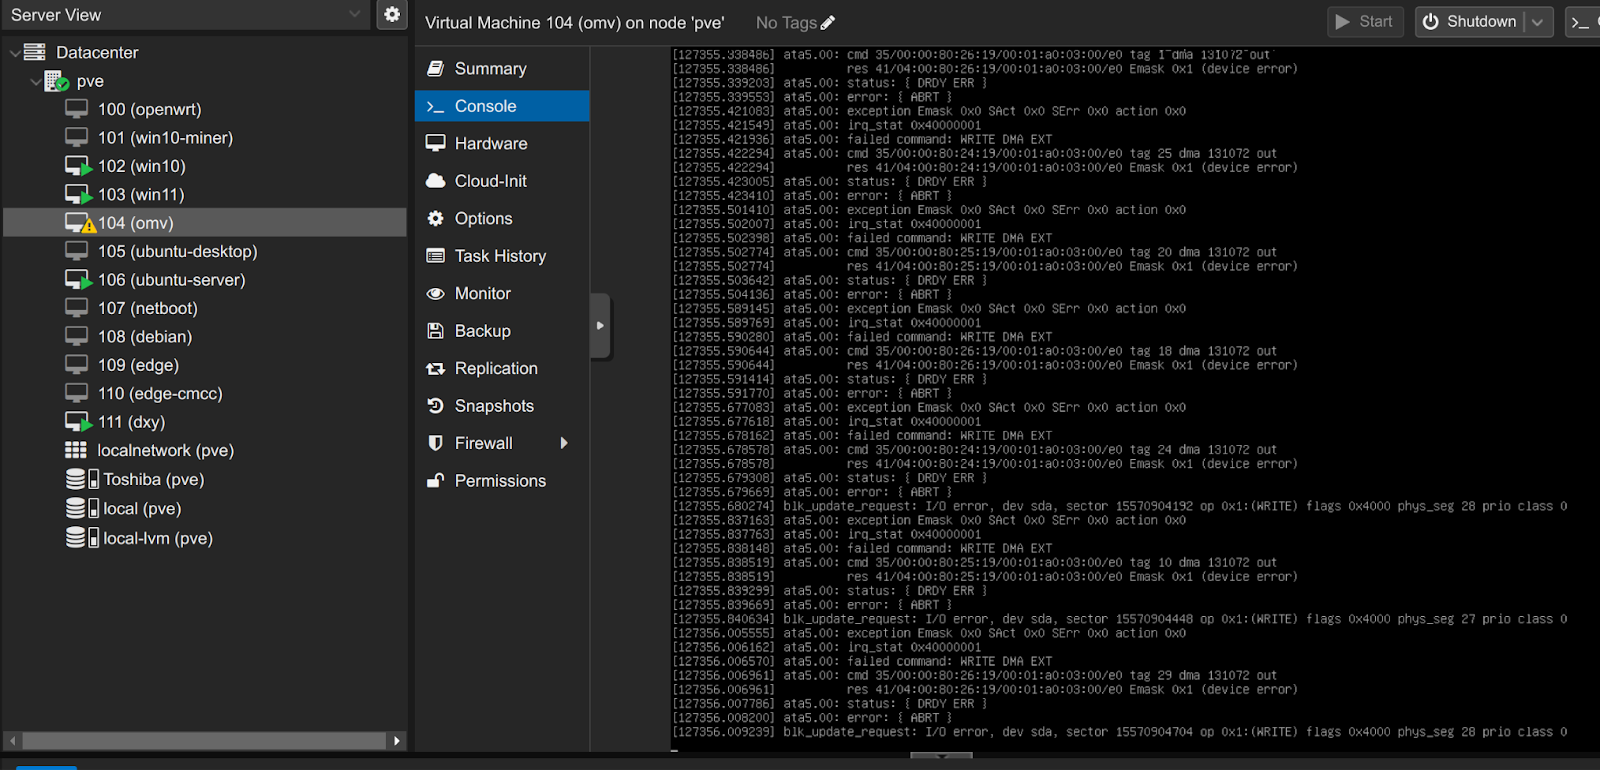 Server View
Datacenter
pve
100 (openwrt)
101 (win10-miner)
102 (win10)
103 (win11)
104 (omv)
105 (ubuntu-desktop)
106 (ubuntu-server)
107 (netboot)
108 (debian)
109 (edge)
110 (edge-cmcc)
111 (dxy)
localnetwork (pve)
Toshiba (pve)
local (pve)
local-lvm (pve)
Virtual Machine 104 (omv) on node 'pve'
No Tags
Start
Shutdown
Summary
Console
Hardware
Cloud-Init
Options
Task History
Monitor
Backup
Replication
Snapshots
Firewall
Permissions
[127355.338486] ata5.00: cmd 35/00:00:80:26:19/00:01:a0:03:00/e0 tag 1 dma 131072 out
[127355.338486] res 41/04:00:80:26:19/00:01:a0:03:00/e0 Emask 0x1 (device error)
[127355.339203] ata5.00: status: { DRDY ERR }
[127355.339553] ata5.00: error: { ABRT }
[127355.421083] ata5.00: exception Emask 0x0 SAct 0x0 SErr 0x0 action 0x0
[127355.421549] ata5.00: irq_stat 0x40000001
[127355.421936] ata5.00: failed command: WRITE DMA EXT
[127355.422294] ata5.00: cmd 35/00:00:80:24:19/00:01:a0:03:00/e0 tag 25 dma 131072 out
[127355.422294] res 41/04:00:80:24:19/00:01:a0:03:00/e0 Emask 0x1 (device error)
[127355.423005] ata5.00: status: { DRDY ERR }
[127355.423410] ata5.00: error: { ABRT }
[127355.501410] ata5.00: exception Emask 0x0 SAct 0x0 SErr 0x0 action 0x0
[127355.502007] ata5.00: irq_stat 0x40000001
[127355.502398] ata5.00: failed command: WRITE DMA EXT
[127355.502774] ata5.00: cmd 35/00:00:80:25:19/00:01:a0:03:00/e0 tag 20 dma 131072 out
[127355.502774] res 41/04:00:80:25:19/00:01:a0:03:00/e0 Emask 0x1 (device error)
[127355.503642] ata5.00: status: { DRDY ERR }
[127355.504136] ata5.00: error: { ABRT }
[127355.589145] ata5.00: exception Emask 0x0 SAct 0x0 SErr 0x0 action 0x0
[127355.589769] ata5.00: irq_stat 0x40000001
[127355.590280] ata5.00: failed command: WRITE DMA EXT
[127355.590644] ata5.00: cmd 35/00:00:80:26:19/00:01:a0:03:00/e0 tag 18 dma 131072 out
[127355.590644] res 41/04:00:80:26:19/00:01:a0:03:00/e0 Emask 0x1 (device error)
[127355.591414] ata5.00: status: { DRDY ERR }
[127355.591770] ata5.00: error: { ABRT }
[127355.677083] ata5.00: exception Emask 0x0 SAct 0x0 SErr 0x0 action 0x0
[127355.677618] ata5.00: irq_stat 0x40000001
[127355.678162] ata5.00: failed command: WRITE DMA EXT
[127355.678578] ata5.00: cmd 35/00:00:80:24:19/00:01:a0:03:00/e0 tag 24 dma 131072 out
[127355.678578] res 41/04:00:80:24:19/00:01:a0:03:00/e0 Emask 0x1 (device error)
[127355.679308] ata5.00: status: { DRDY ERR }
[127355.679669] ata5.00: error: { ABRT }
[127355.680274] blk_update_request: I/O error, dev sda, sector 15570904192 op 0x1:(WRITE) flags 0x4000 phys_seg 28 prio class 0
[127355.837163] ata5.00: exception Emask 0x0 SAct 0x0 SErr 0x0 action 0x0
[127355.837763] ata5.00: irq_stat 0x40000001
[127355.838148] ata5.00: failed command: WRITE DMA EXT
[127355.838519] ata5.00: cmd 35/00:00:80:25:19/00:01:a0:03:00/e0 tag 10 dma 131072 out
[127355.838519] res 41/04:00:80:25:19/00:01:a0:03:00/e0 Emask 0x1 (device error)
[127355.839299] ata5.00: status: { DRDY ERR }
[127355.839669] ata5.00: error: { ABRT }
[127355.840634] blk_update_request: I/O error, dev sda, sector 15570904448 op 0x1:(WRITE) flags 0x4000 phys_seg 27 prio class 0
[127356.005555] ata5.00: exception Emask 0x0 SAct 0x0 SErr 0x0 action 0x0
[127356.006162] ata5.00: irq_stat 0x40000001
[127356.006570] ata5.00: failed command: WRITE DMA EXT
[127356.006961] ata5.00: cmd 35/00:00:80:26:19/00:01:a0:03:00/e0 tag 29 dma 131072 out
[127356.006961] res 41/04:00:80:26:19/00:01:a0:03:00/e0 Emask 0x1 (device error)
[127356.007786] ata5.00: status: { DRDY ERR }
[127356.008200] ata5.00: error: { ABRT }
[127356.009239] blk_update_request: I/O error, dev sda, sector 15570904704 op 0x1:(WRITE) flags 0x4000 phys_seg 28 prio class 0